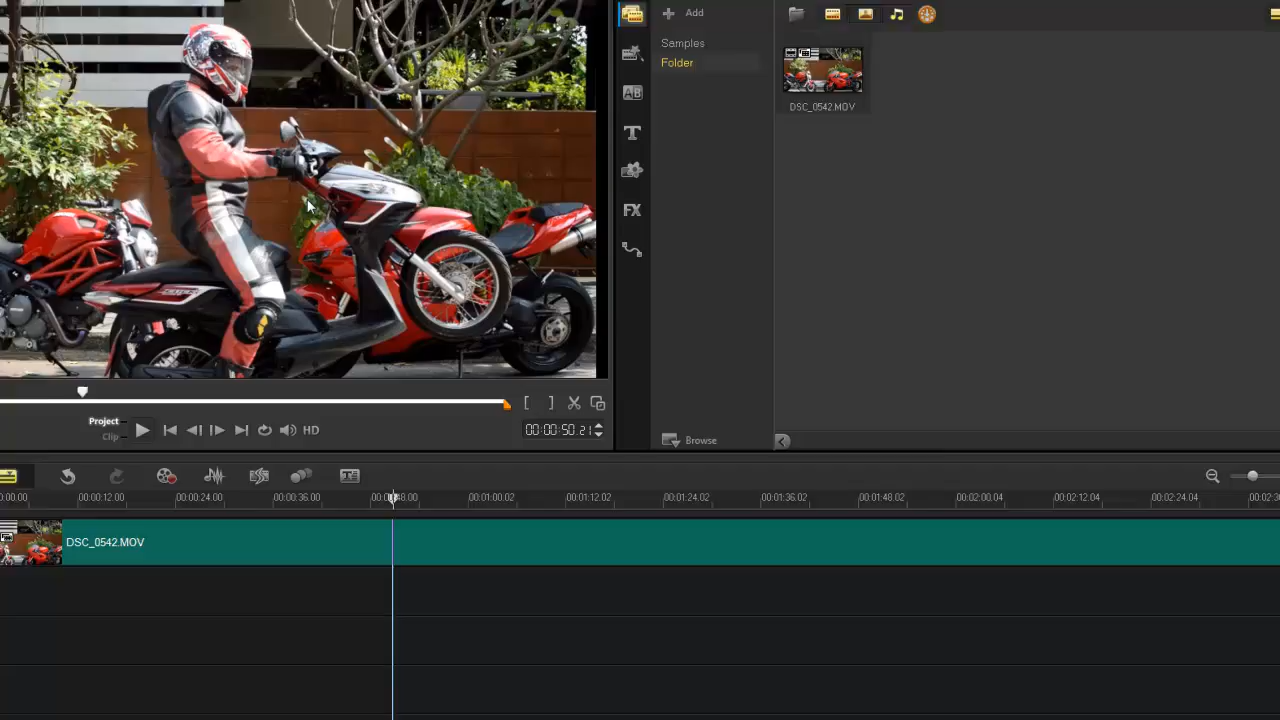 Add
Samples
Folder
DSC_0542.MOV
AB
T
FX
Browse
Project
Clip
HD
00:00:50.21
00:00:12.00
00:00:24.00
00:00:36.00
00:01:00.02
00:01:12.02
00:01:24.02
00:01:36.02
00:01:48.02
00:02:00.04
00:02:12.04
00:02:24.04
DSC_0542.MOV